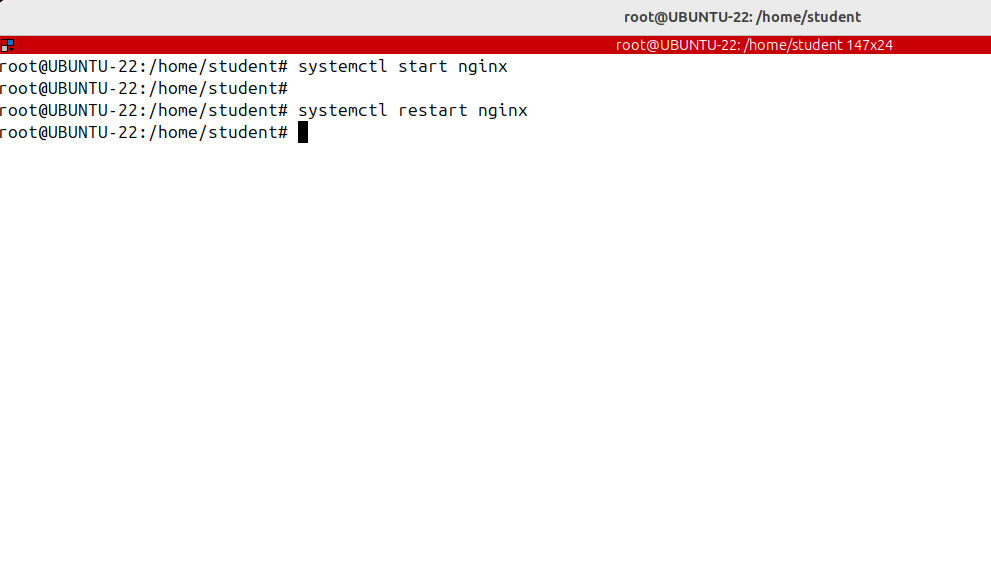 root@UBUNTU-22: /home/student
root@UBUNTU-22: /home/student 147x24
root@UBUNTU-22:/home/student# systemctl start nginx
root@UBUNTU-22:/home/student#
root@UBUNTU-22:/home/student# systemctl restart nginx
root@UBUNTU-22:/home/student#